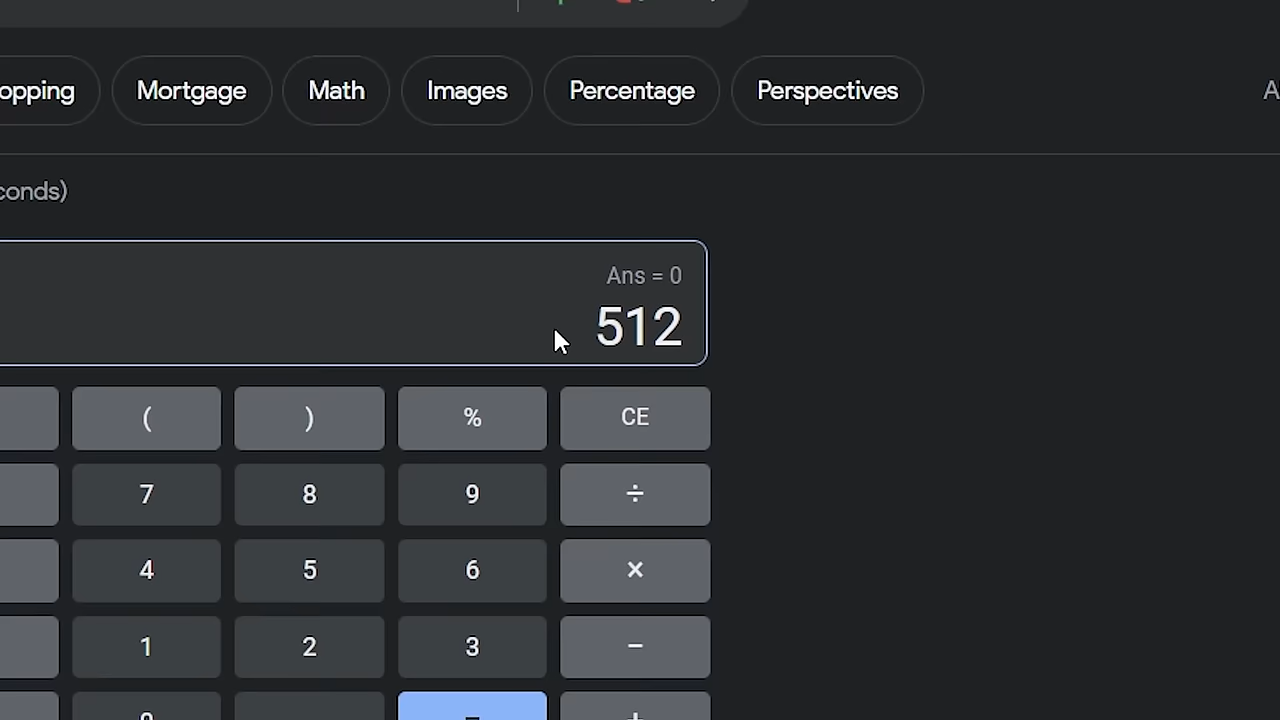 opping Mortgage Math Images Percentage Perspectives A
conds)
Ans = 0
512
( ) % CE
7 8 9 ÷
4 5 6 ×
1 2 3 −